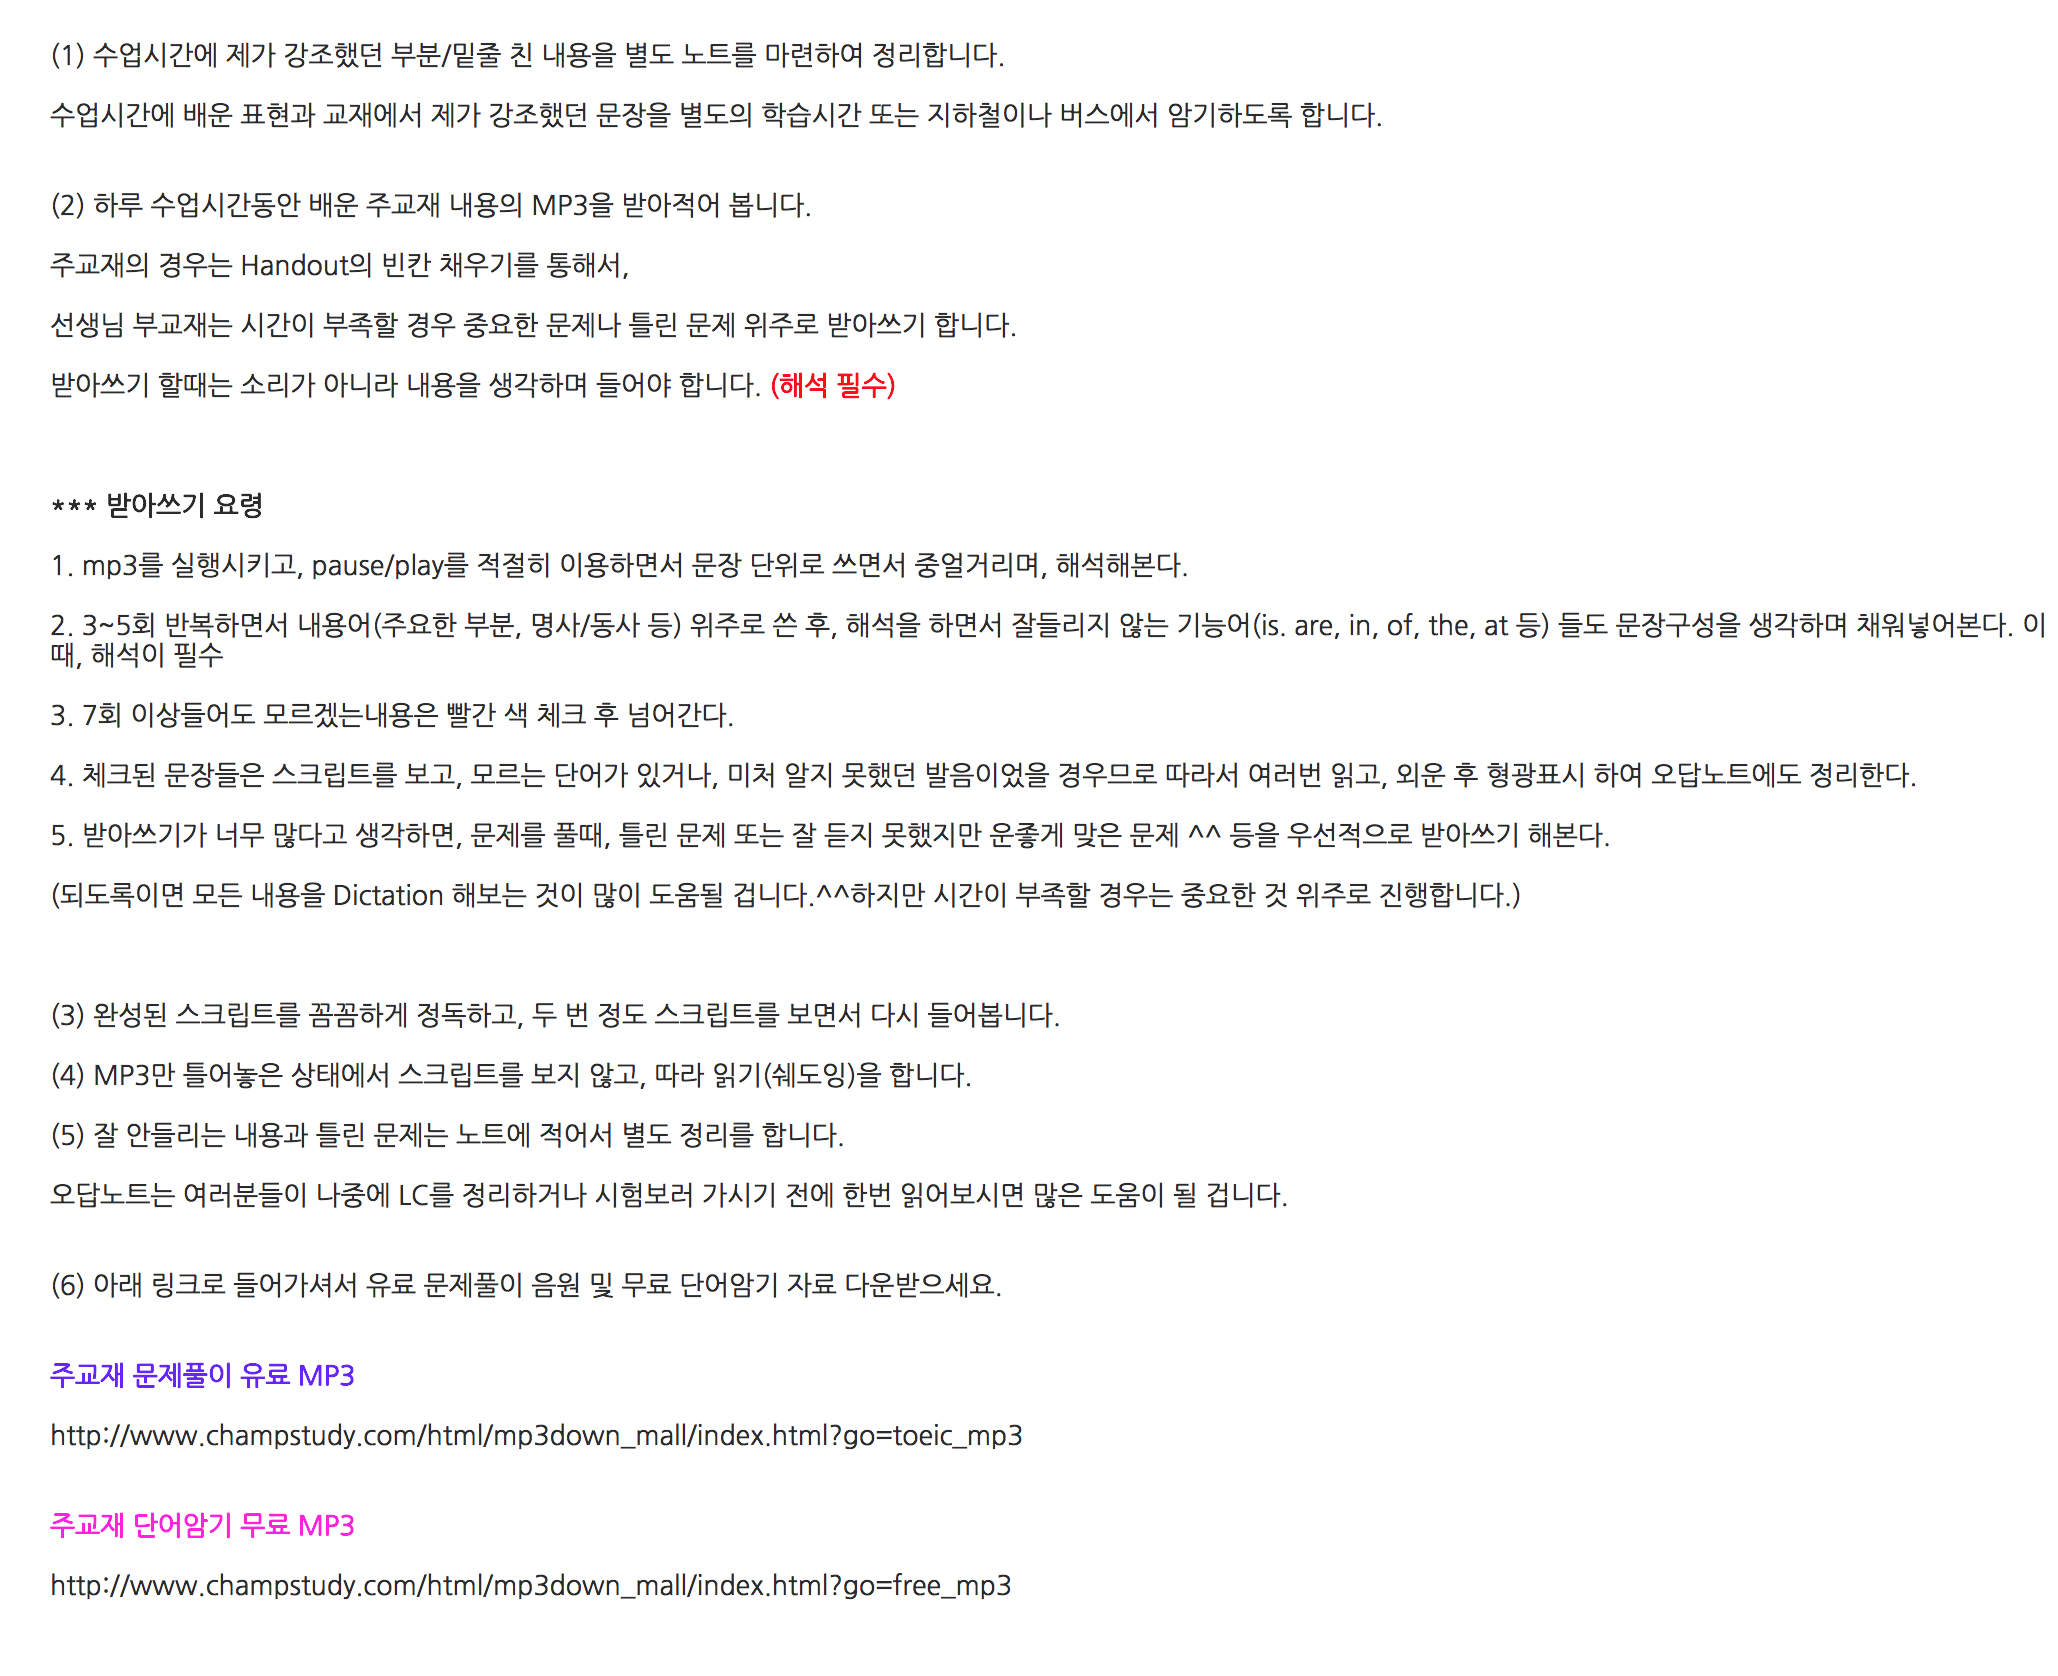 (1) 수업시간에 제가 강조했던 부분/밑줄 친 내용을 별도 노트를 마련하여 정리합니다.
수업시간에 배운 표현과 교재에서 제가 강조했던 문장을 별도의 학습시간 또는 지하철이나 버스에서 암기하도록 합니다.
(2) 하루 수업시간동안 배운 주교재 내용의 MP3을 받아적어 봅니다.
주교재의 경우는 Handout의 빈칸 채우기를 통해서,
선생님 부교재는 시간이 부족할 경우 중요한 문제나 틀린 문제 위주로 받아쓰기 합니다.
받아쓰기 할때는 소리가 아니라 내용을 생각하며 들어야 합니다. (해석 필수)
*** 받아쓰기 요령
1. mp3를 실행시키고, pause/play를 적절히 이용하면서 문장 단위로 쓰면서 중얼거리며, 해석해본다.
2. 3~5회 반복하면서 내용어(주요한 부분, 명사/동사 등) 위주로 쓴 후, 해석을 하면서 잘들리지 않는 기능어(is. are, in, of, the, at 등) 들도 문장구성을 생각하며 채워넣어본다. 이
때, 해석이 필수
3. 7회 이상들어도 모르겠는내용은 빨간 색 체크 후 넘어간다.
4. 체크된 문장들은 스크립트를 보고, 모르는 단어가 있거나, 미처 알지 못했던 발음이었을 경우므로 따라서 여러번 읽고, 외운 후 형광표시 하여 오답노트에도 정리한다.
5. 받아쓰기가 너무 많다고 생각하면, 문제를 풀때, 틀린 문제 또는 잘 듣지 못했지만 운좋게 맞은 문제 ^^ 등을 우선적으로 받아쓰기 해본다.
(되도록이면 모든 내용을 Dictation 해보는 것이 많이 도움될 겁니다.^^하지만 시간이 부족할 경우는 중요한 것 위주로 진행합니다.)
(3) 완성된 스크립트를 꼼꼼하게 정독하고, 두 번 정도 스크립트를 보면서 다시 들어봅니다.
(4) MP3만 틀어놓은 상태에서 스크립트를 보지 않고, 따라 읽기(쉐도잉)을 합니다.
(5) 잘 안들리는 내용과 틀린 문제는 노트에 적어서 별도 정리를 합니다.
오답노트는 여러분들이 나중에 LC를 정리하거나 시험보러 가시기 전에 한번 읽어보시면 많은 도움이 될 겁니다.
(6) 아래 링크로 들어가셔서 유료 문제풀이 음원 및 무료 단어암기 자료 다운받으세요.
주교재 문제풀이 유료 MP3
http://www.champstudy.com/html/mp3down_mall/index.html?go=toeic_mp3
주교재 단어암기 무료 MP3
http://www.champstudy.com/html/mp3down_mall/index.html?go=free_mp3